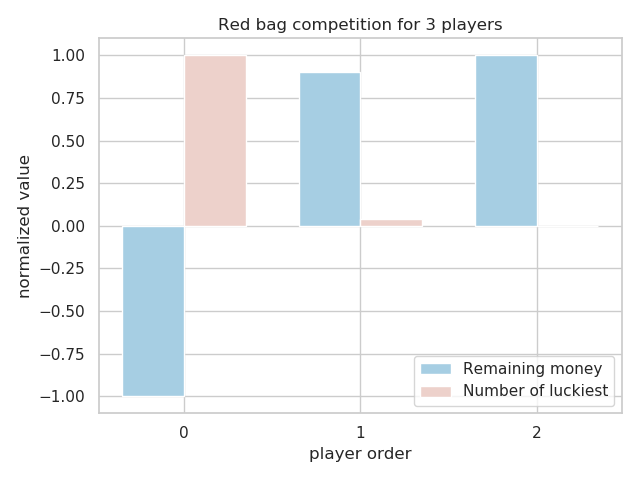 Red bag competition for 3 players
normalized value
1.00
0.75
0.50
0.25
0.00
−0.25
−0.50
−0.75
−1.00
Remaining money
Number of luckiest
0 1 2
player order